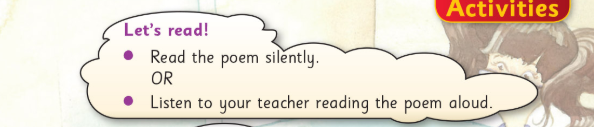 Activities
Let's read!
● Read the poem silently.
OR
● Listen to your teacher reading the poem aloud.